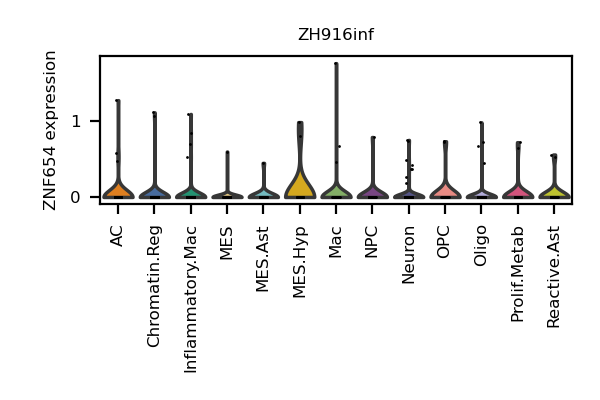 ZH916inf
ZNF654 expression
1
0
AC
Chromatin.Reg
Inflammatory.Mac
MES
MES.Ast
MES.Hyp
Mac
NPC
Neuron
OPC
Oligo
Prolif.Metab
Reactive.Ast